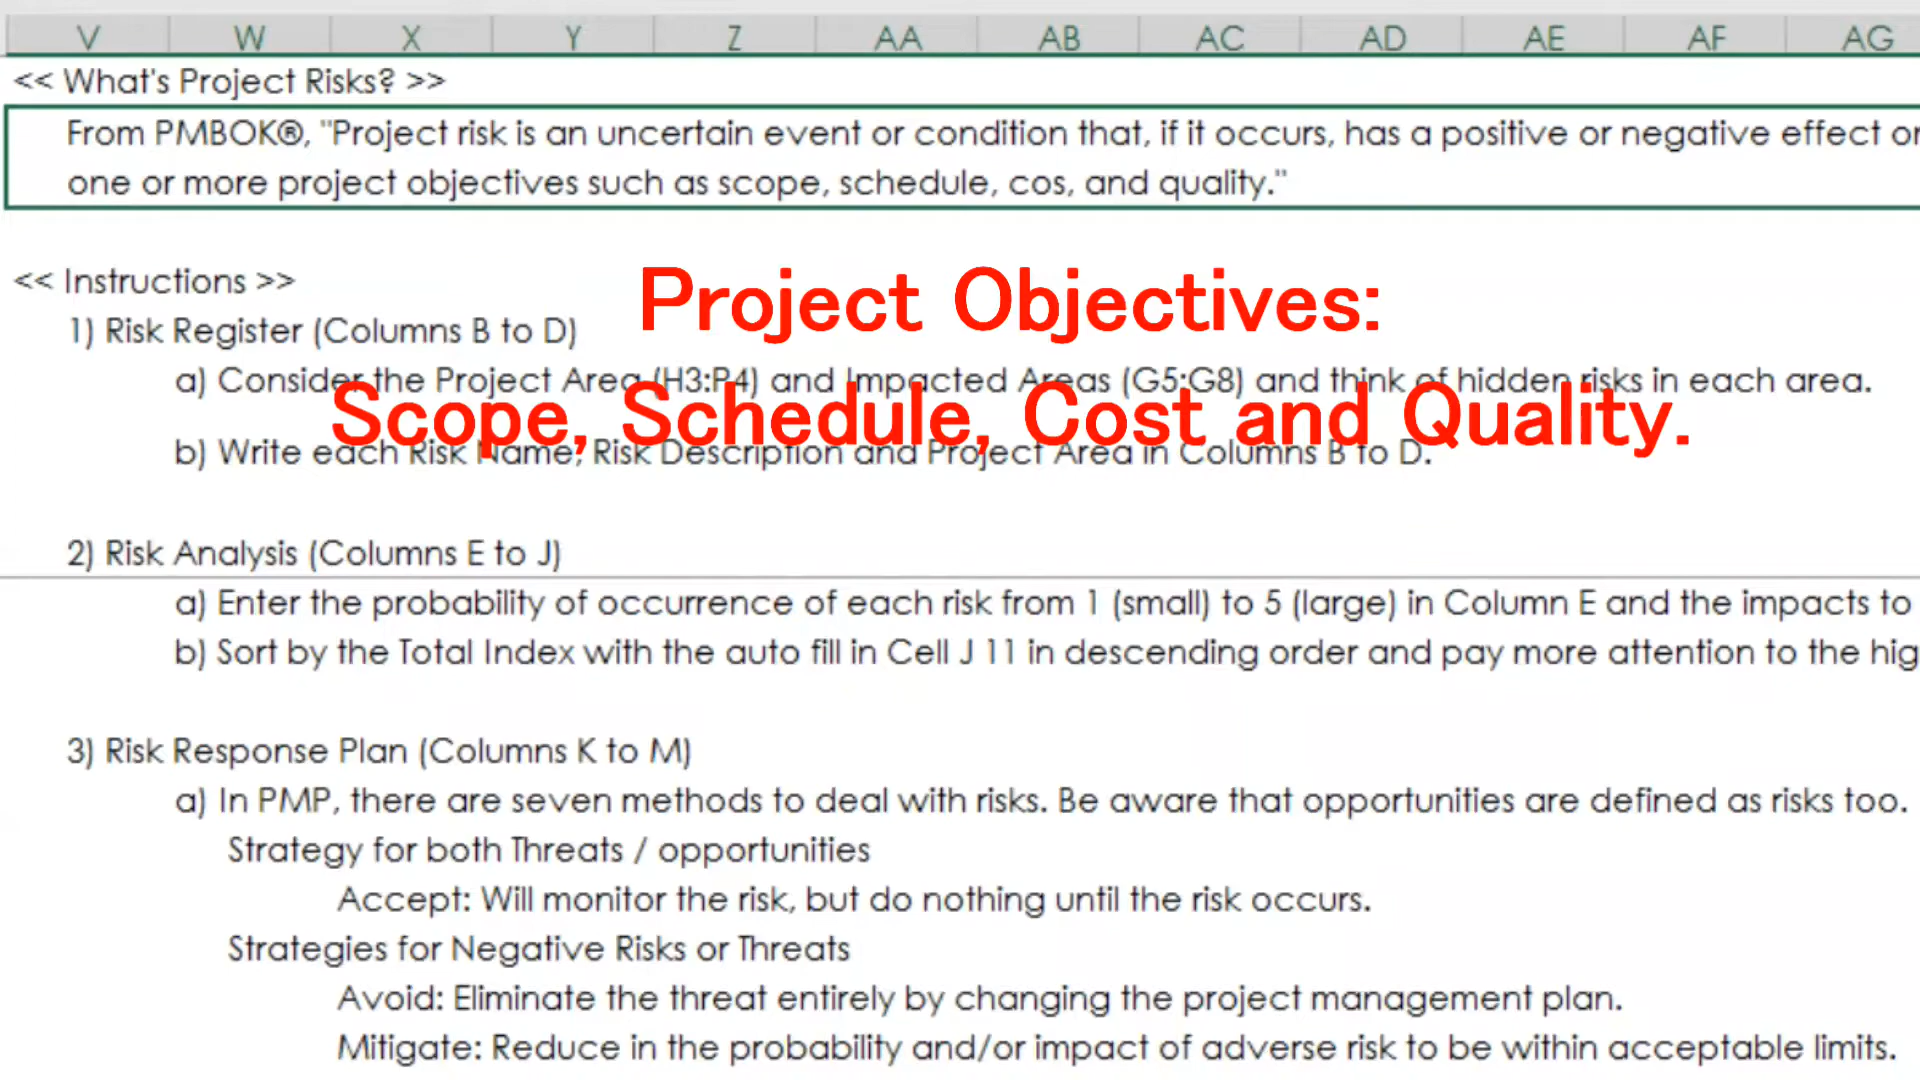 V W X Y Z AA AB AC AD AE AF AG
<< What's Project Risks? >>
From PMBOK®, "Project risk is an uncertain event or condition that, if it occurs, has a positive or negative effect
one or more project objectives such as scope, schedule, cos, and quality."
<< Instructions >>
Project Objectives:
1) Risk Register (Columns B to D)
a) Consider the Project Area (H3:P4) and Impacted Areas (G5:G8) and think of hidden risks in each area.
Scope, Schedule, Cost and Quality.
b) Write each Risk Name, Risk Description and Project Area in Columns B to D.
2) Risk Analysis (Columns E to J)
a) Enter the probability of occurrence of each risk from 1 (small) to 5 (large) in Column E and the impacts to
b) Sort by the Total Index with the auto fill in Cell J 11 in descending order and pay more attention to the
3) Risk Response Plan (Columns K to M)
a) In PMP, there are seven methods to deal with risks. Be aware that opportunities are defined as risks too.
Strategy for both Threats / opportunities
Accept: Will monitor the risk, but do nothing until the risk occurs.
Strategies for Negative Risks or Threats
Avoid: Eliminate the threat entirely by changing the project management plan.
Mitigate: Reduce in the probability and/or impact of adverse risk to be within acceptable limits.